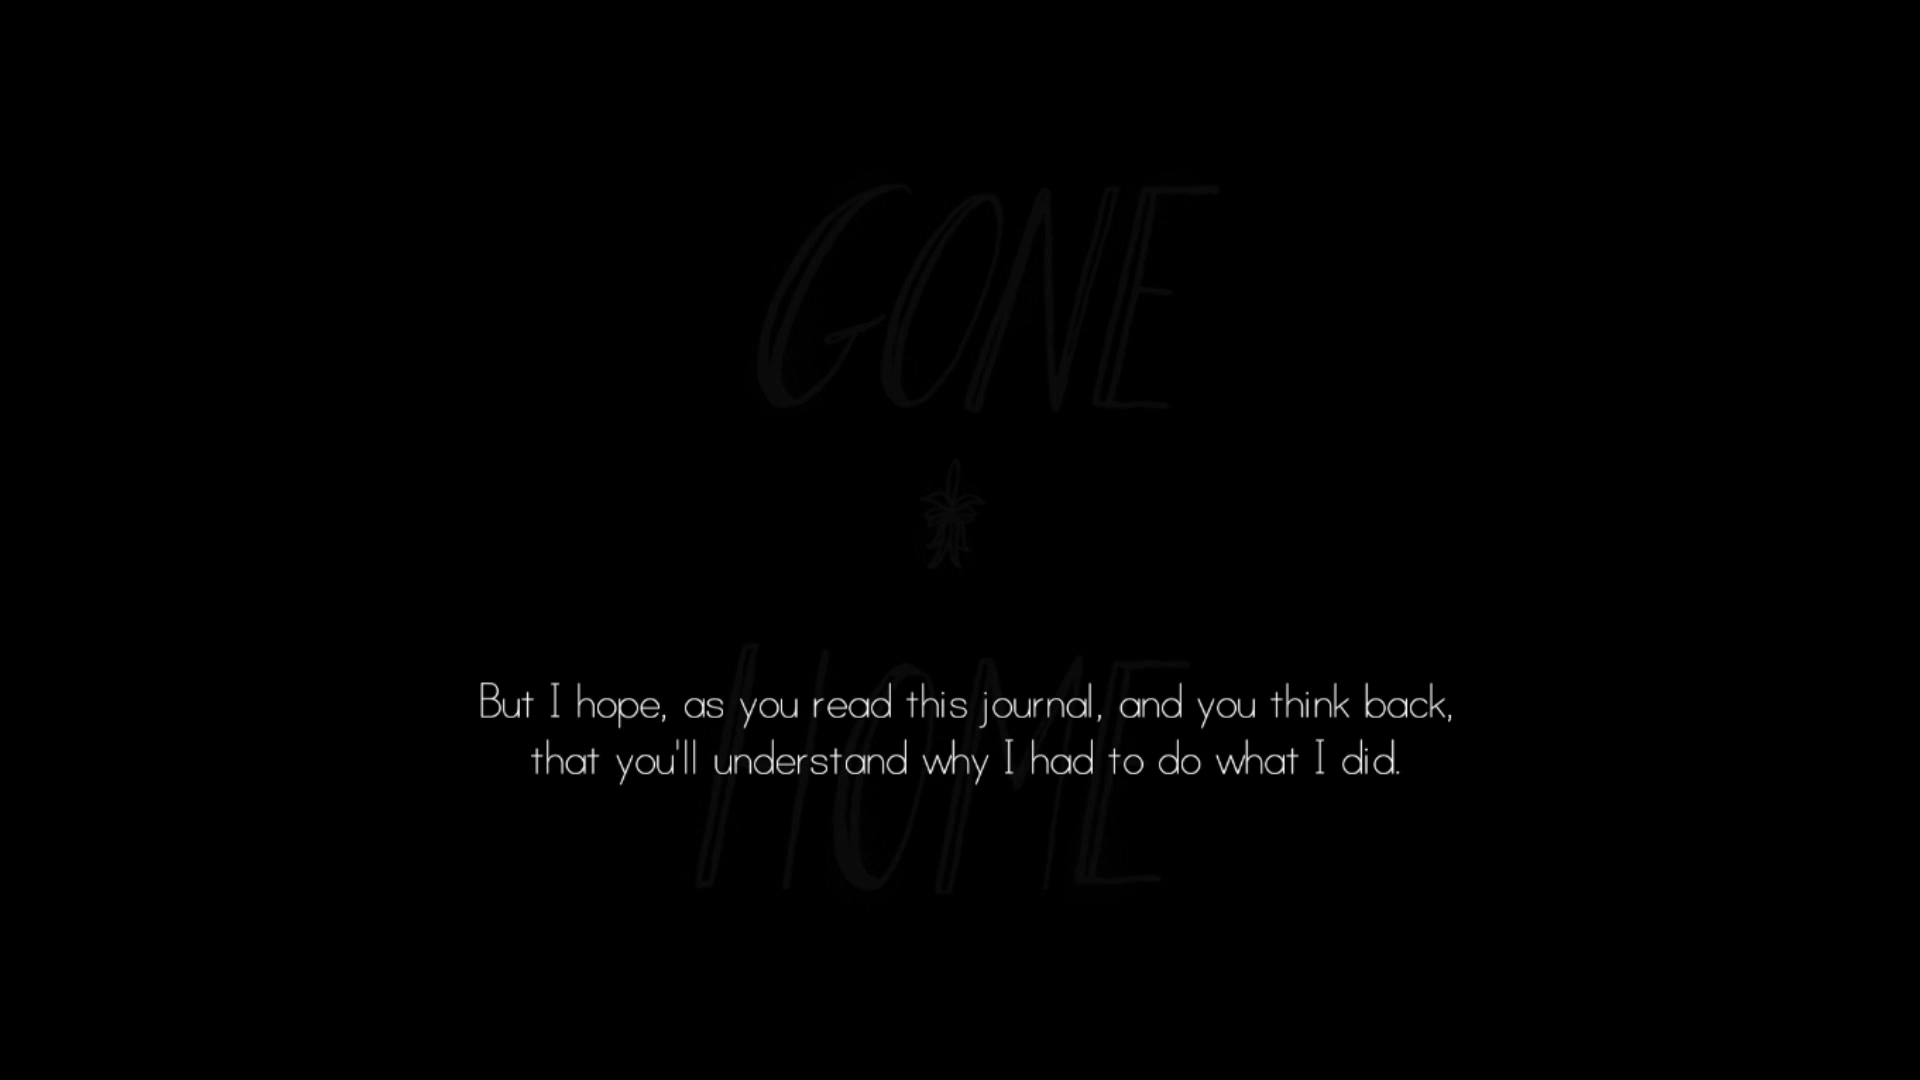 GONE
HOME
But I hope, as you read this journal, and you think back,
that you'll understand why I had to do what I did.